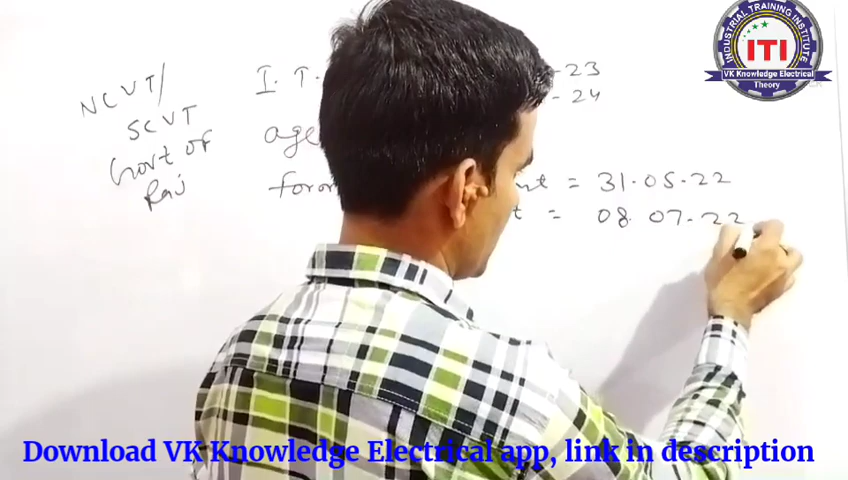 NCVT/
SCVT
Govt of
Raj
I. T.
-23
- 24
age
form
= 31.05.22
= 08 07-22
INDUSTRIAL TRAINING INSTITUTE
ITI
VK Knowledge Electrical
Theory
Download VK Knowledge Electrical App, link in description